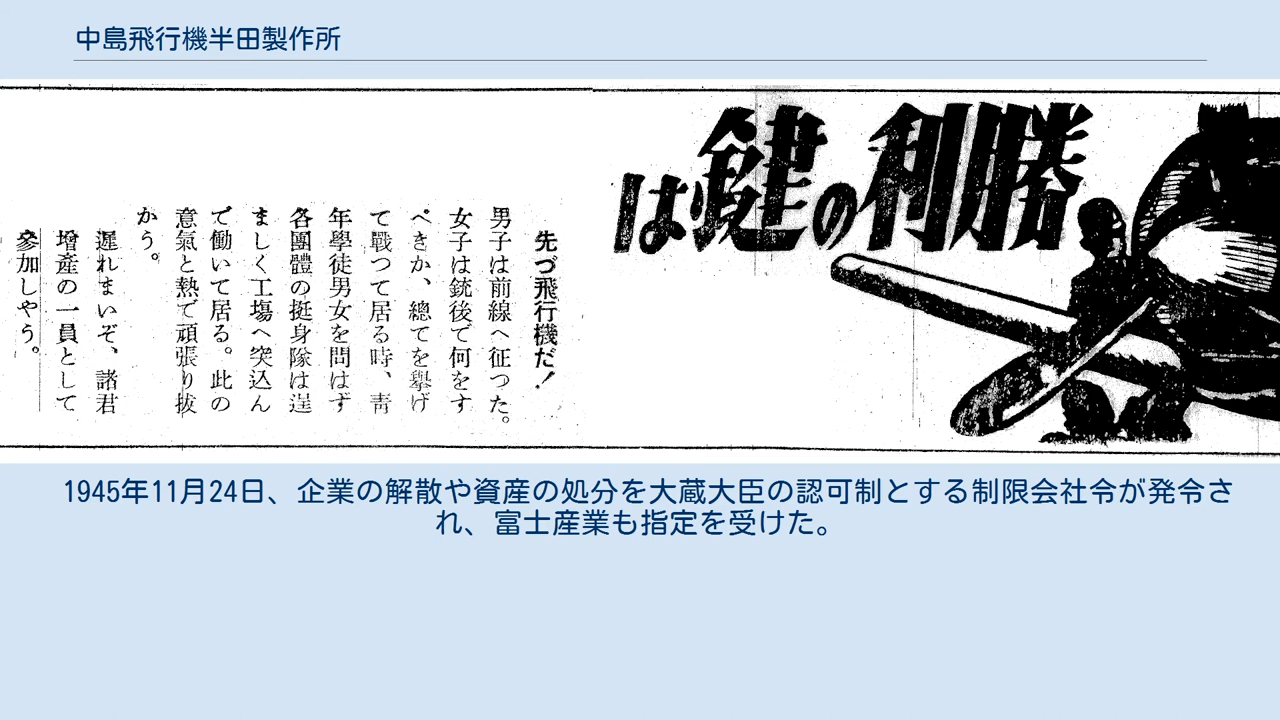 中島飛行機半田製作所
勝利の鍵は
先づ飛行機だ!
男子は前線へ征つた。
女子は銃後で何をす
べきか、總てを擧げ
て戰つて居る時、靑
年學徒男女を問はず
各團體の挺身隊は逞
ましく工場へ突込ん
で働いて居る。此の
意氣と熱で頑張り拔
かう。
遲れまいぞ、諸君
增產の一員として
參加しやう。
1945年11月24日、企業の解散や資産の処分を大蔵大臣の認可制とする制限会社令が発令さ
れ、富士産業も指定を受けた。